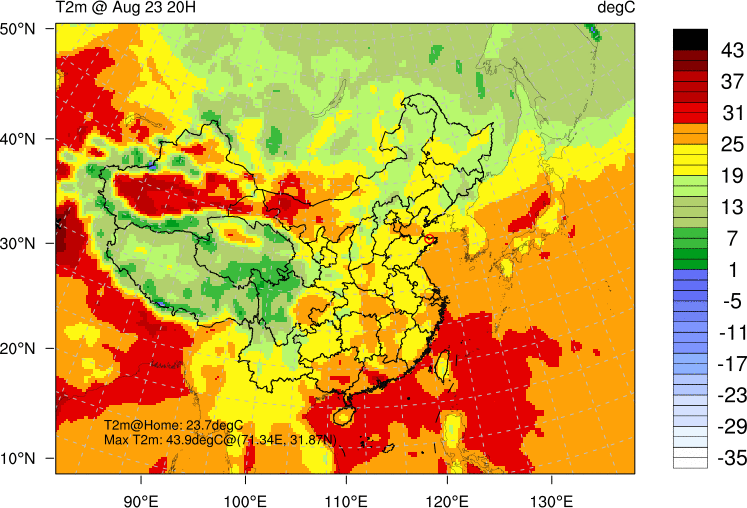 T2m @ Aug 23 20H degC
50°N
40°N
30°N
20°N
10°N
T2m@Home: 23.7degC
Max T2m: 43.9degC@(71.34E, 31.87N)
90°E 100°E 110°E 120°E 130°E
43
37
31
25
19
13
7
1
-5
-11
-17
-23
-29
-35